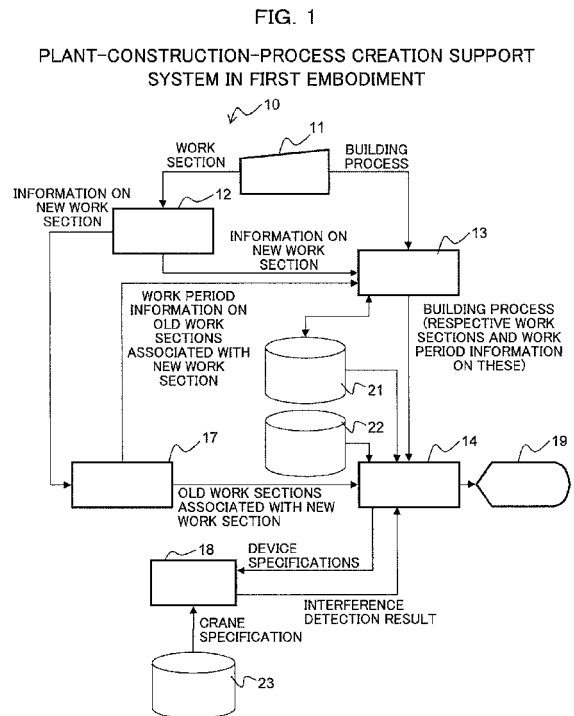 FIG. 1
PLANT-CONSTRUCTION-PROCESS CREATION SUPPORT
SYSTEM IN FIRST EMBODIMENT
10
11
WORK
SECTION
BUILDING
PROCESS
INFORMATION ON
NEW WORK
SECTION
12
INFORMATION ON
NEW WORK
SECTION
13
WORK PERIOD
INFORMATION ON
OLD WORK
SECTIONS
ASSOCIATED WITH
NEW WORK
SECTION
BUILDING PROCESS
(RESPECTIVE WORK
SECTIONS AND WORK
PERIOD INFORMATION
ON THESE)
21
22
17
14
19
OLD WORK SECTIONS
ASSOCIATED WITH NEW
WORK SECTION
18
DEVICE
SPECIFICATIONS
INTERFERENCE
DETECTION RESULT
CRANE
SPECIFICATION
23